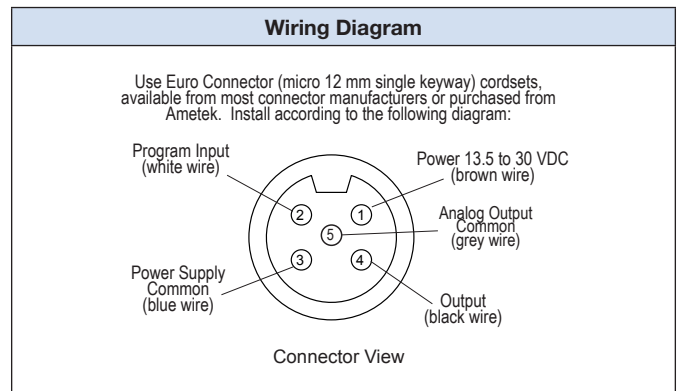 Wiring Diagram
Use Euro Connector (micro 12 mm single keyway) cordsets,
available from most connector manufacturers or purchased from
Ametek. Install according to the following diagram:
Program Input
(white wire)
Power 13.5 to 30 VDC
(brown wire)
2
1
Analog Output
Common
(grey wire)
5
3
4
Power Supply
Common
(blue wire)
Output
(black wire)
Connector View